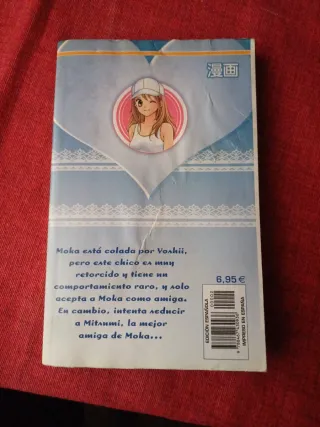 漫画
Moka está colada por Yoshii,
pero este chico es muy
retorcido y tiene un
comportamiento raro, y solo
acepta a Moka como amiga.
En cambio, intenta seducir
a Mitsumi, la mejor
amiga de Moka...
6,95 €
EDICIÓN ESPAÑOLA
IMPRESO EN ESPAÑA